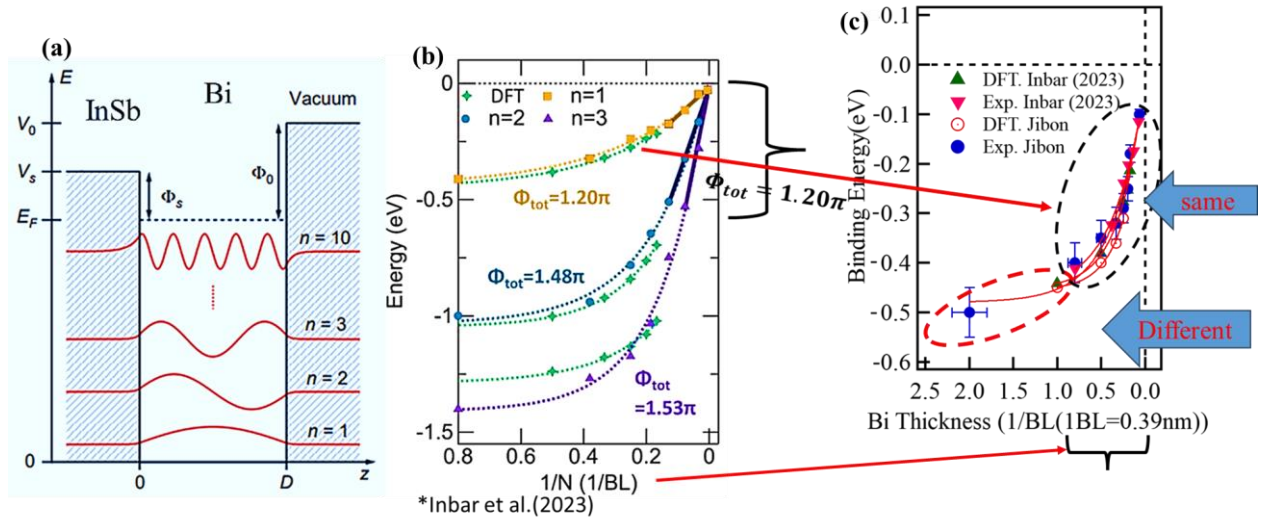 (a)
E
InSb
Bi
Vacuum
V₀
Vₛ
Φₛ
Φ₀
E_F
n = 10
n = 3
n = 2
n = 1
0
0
D
z
(b)
0
-0.5
-1
-1.5
Energy (eV)
DFT
n=1
n=2
n=3
Φtot=1.20π
Φtot=1.48π
Φtot
=1.53π
Φtot = 1.20π
0.8
0.6
0.4
0.2
0
1/N (1/BL)
*Inbar et al.(2023)
(c)
0.1
0.0
-0.1
-0.2
-0.3
-0.4
-0.5
-0.6
Binding Energy(eV)
DFT. Inbar (2023)
Exp. Inbar (2023)
DFT. Jibon
Exp. Jibon
same
Different
2.5
2.0
1.5
1.0
0.5
0.0
Bi Thickness (1/BL(1BL=0.39nm))